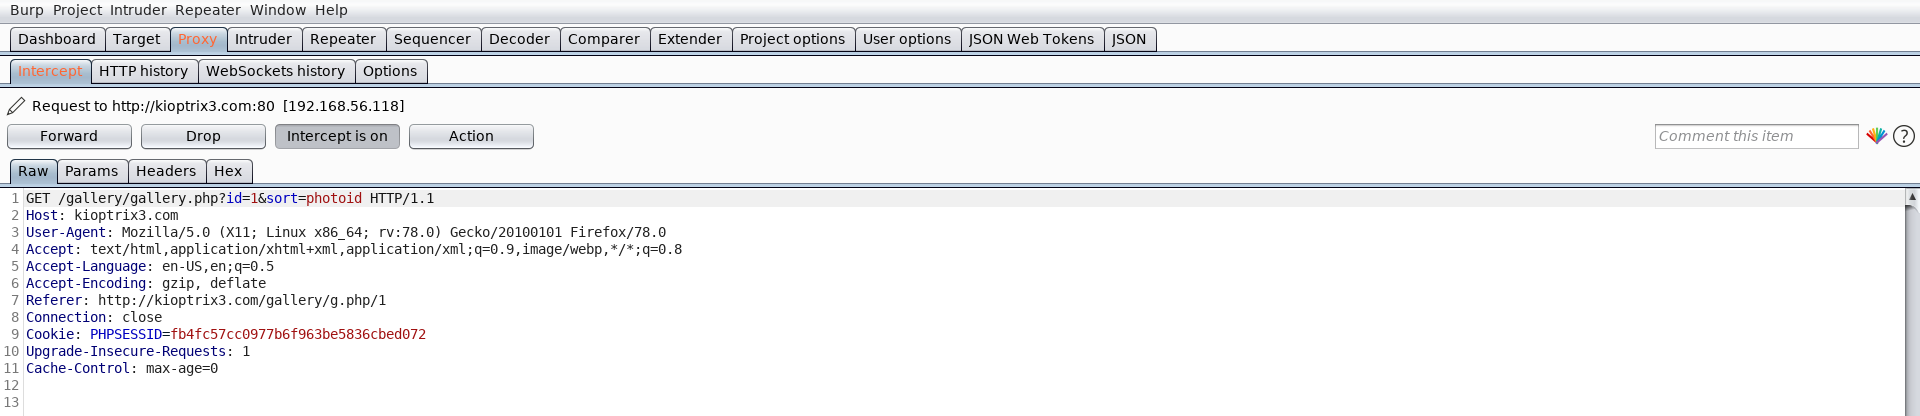 Burp Project Intruder Repeater Window Help
Dashboard Target Proxy Intruder Repeater Sequencer Decoder Comparer Extender Project options User options JSON Web Tokens JSON
Intercept HTTP history WebSockets history Options
Request to http://kioptrix3.com:80 [192.168.56.118]
Forward Drop Intercept is on Action Comment this item ?
Raw Params Headers Hex
1 GET /gallery/gallery.php?id=1&sort=photoid HTTP/1.1
2 Host: kioptrix3.com
3 User-Agent: Mozilla/5.0 (X11; Linux x86_64; rv:78.0) Gecko/20100101 Firefox/78.0
4 Accept: text/html,application/xhtml+xml,application/xml;q=0.9,image/webp,*/*;q=0.8
5 Accept-Language: en-US,en;q=0.5
6 Accept-Encoding: gzip, deflate
7 Referer: http://kioptrix3.com/gallery/g.php/1
8 Connection: close
9 Cookie: PHPSESSID=fb4fc57cc0977b6f963be5836cbed072
10 Upgrade-Insecure-Requests: 1
11 Cache-Control: max-age=0
12
13